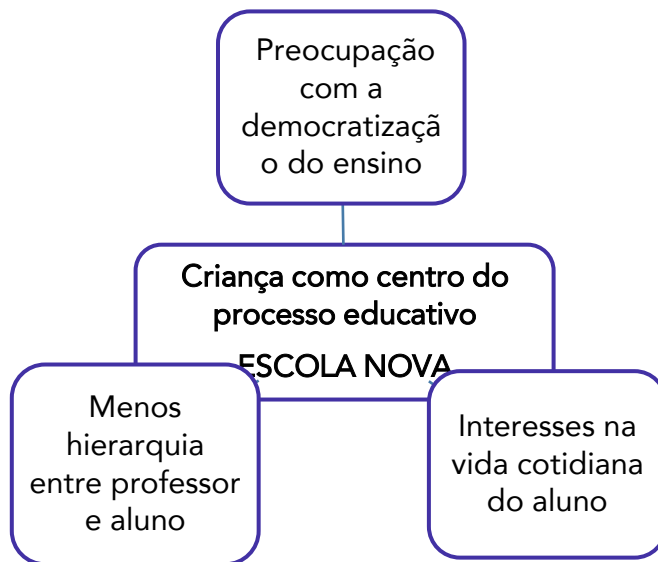 Preocupação
com a
democratizaçã
o do ensino
Criança como centro do
processo educativo
ESCOLA NOVA
Menos
hierarquia
entre professor
e aluno
Interesses na
vida cotidiana
do aluno